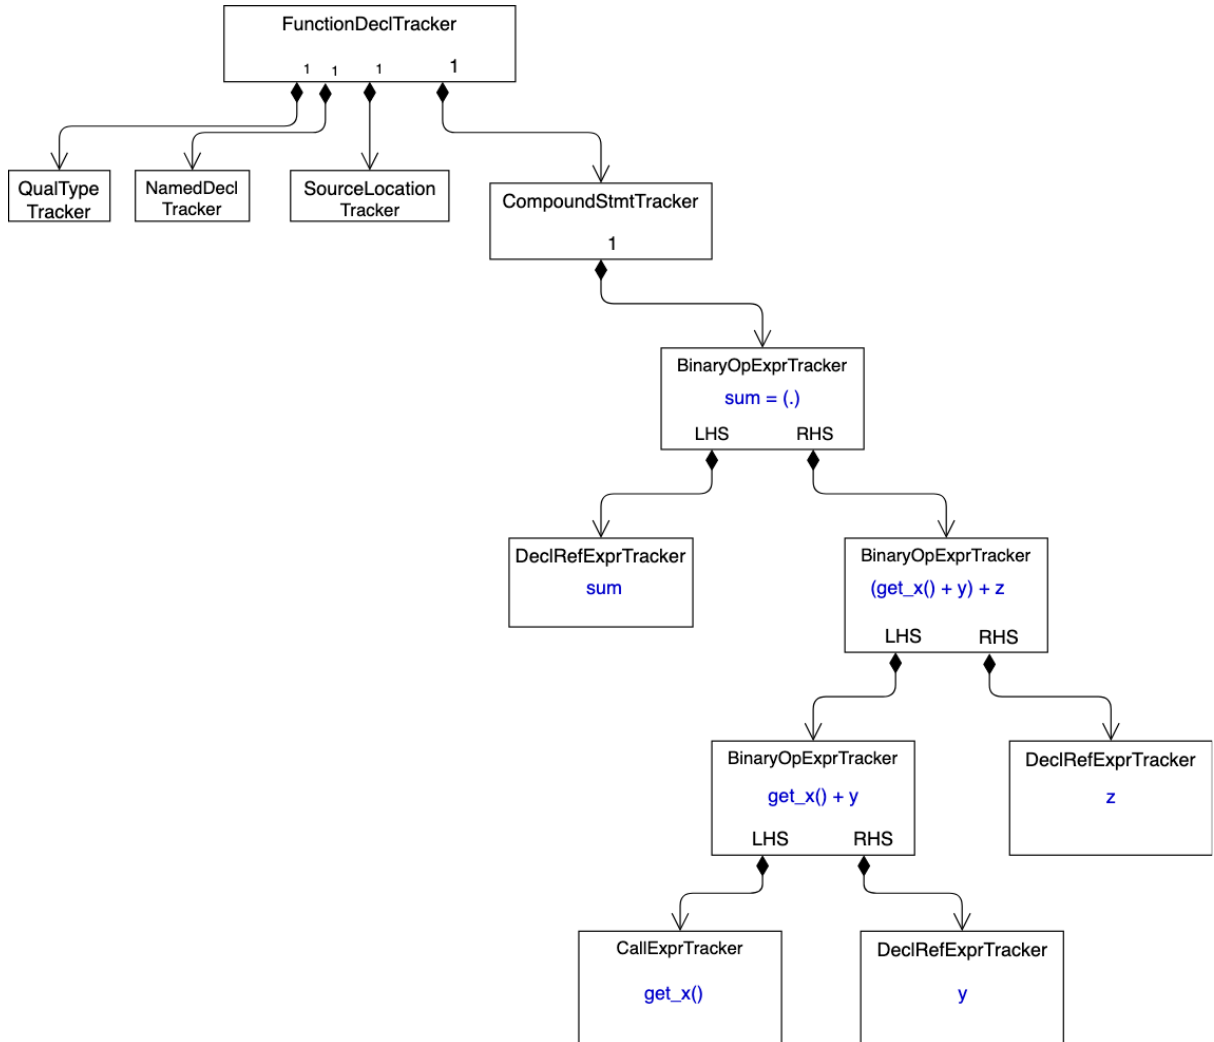 FunctionDeclTracker
1 1 1 1
QualType
Tracker
NamedDecl
Tracker
SourceLocation
Tracker
CompoundStmtTracker
1
BinaryOpExprTracker
sum = (.)
LHS RHS
DeclRefExprTracker
sum
BinaryOpExprTracker
(get_x() + y) + z
LHS RHS
BinaryOpExprTracker
get_x() + y
LHS RHS
DeclRefExprTracker
z
CallExprTracker
get_x()
DeclRefExprTracker
y